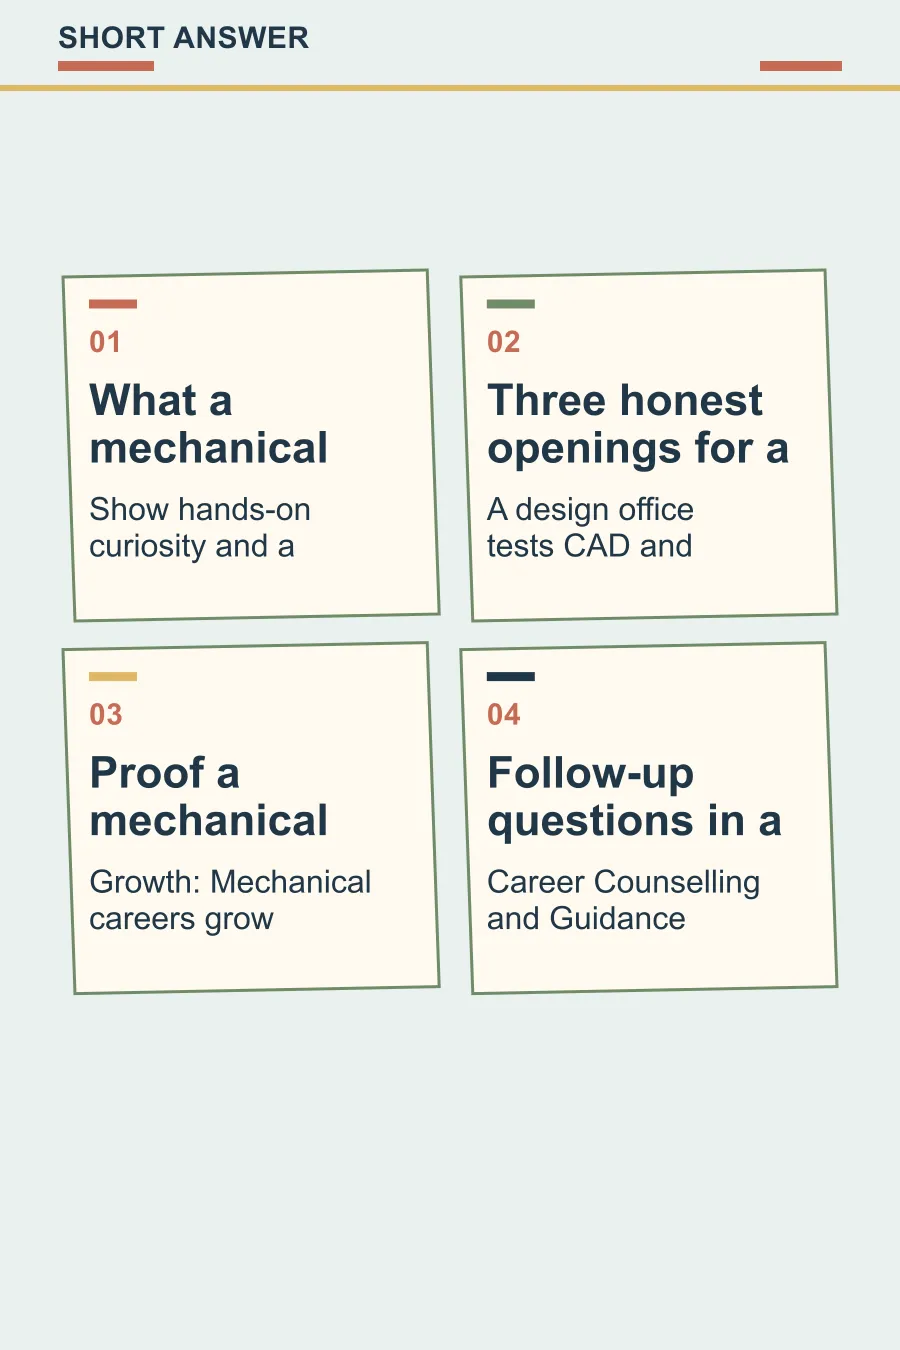 SHORT ANSWER
01
What a
mechanical
Show hands-on
curiosity and a
02
Three honest
openings for a
A design office
tests CAD and
03
Proof a
mechanical
Growth: Mechanical
careers grow
04
Follow-up
questions in a
Career Counselling
and Guidance